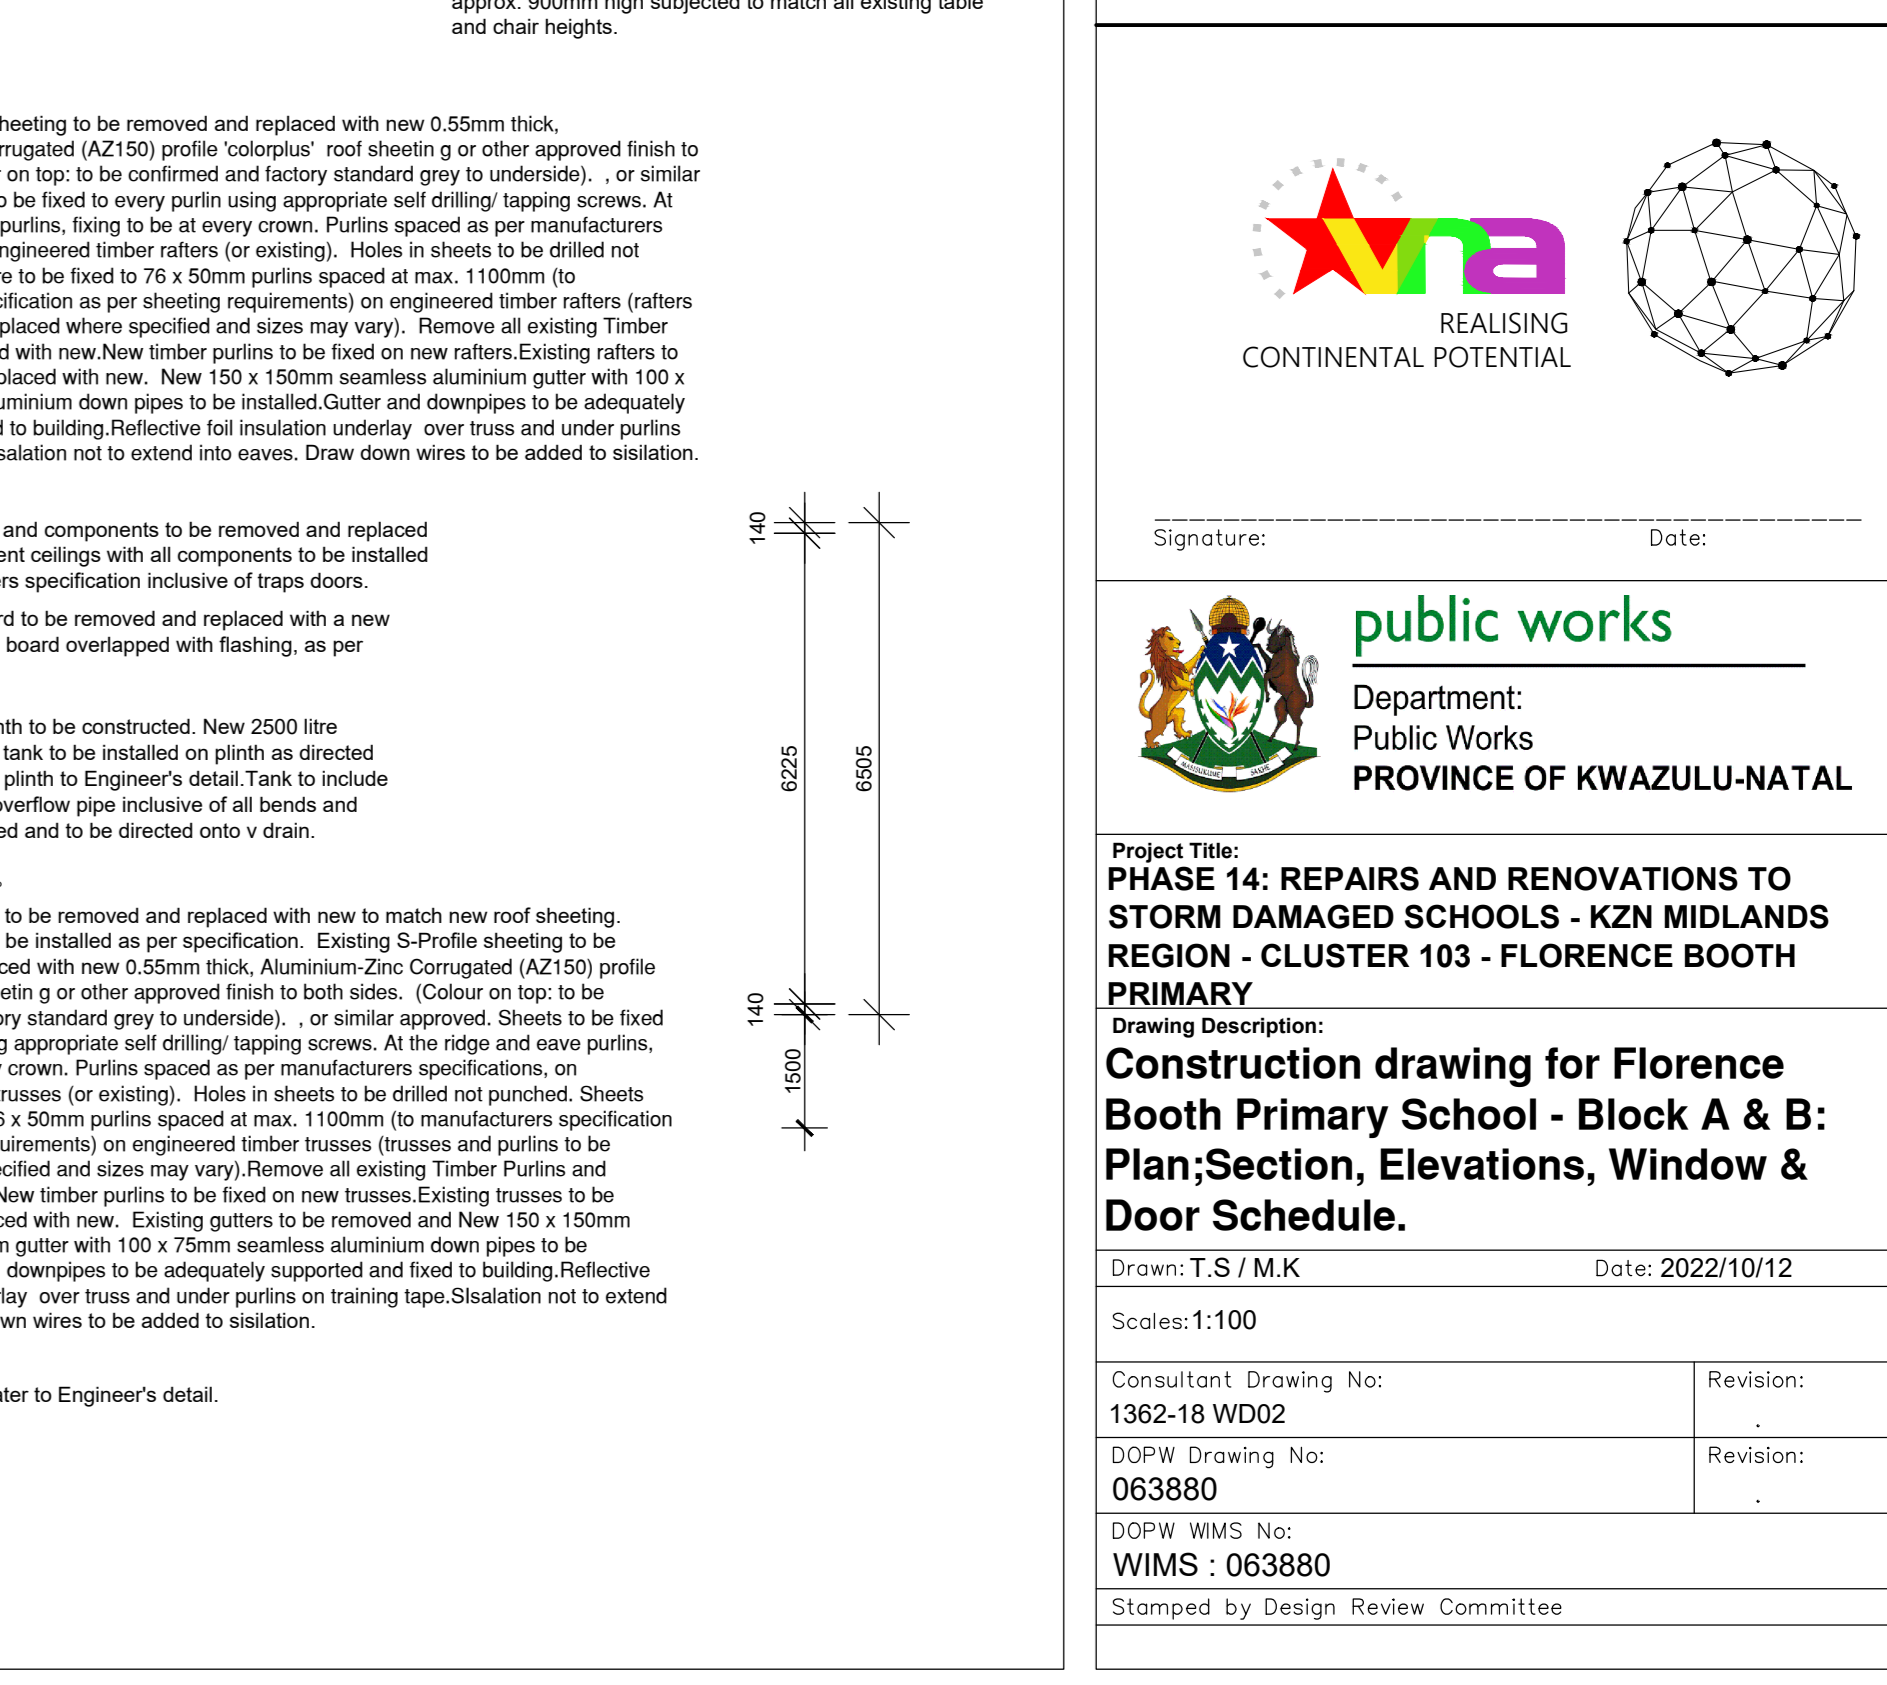 approx. 900mm high subjected to match all existing table
and chair heights.
heeting to be removed and replaced with new 0.55mm thick,
rrugated (AZ150) profile 'colorplus' roof sheetin g or other approved finish to
r on top: to be confirmed and factory standard grey to underside). , or similar
o be fixed to every purlin using appropriate self drilling/ tapping screws. At
purlins, fixing to be at every crown. Purlins spaced as per manufacturers
ngineered timber rafters (or existing). Holes in sheets to be drilled not
re to be fixed to 76 x 50mm purlins spaced at max. 1100mm (to
cification as per sheeting requirements) on engineered timber rafters (rafters
placed where specified and sizes may vary). Remove all existing Timber
d with new.New timber purlins to be fixed on new rafters.Existing rafters to
placed with new. New 150 x 150mm seamless aluminium gutter with 100 x
uminium down pipes to be installed.Gutter and downpipes to be adequately
d to building.Reflective foil insulation underlay over truss and under purlins
salation not to extend into eaves. Draw down wires to be added to sisilation.
and components to be removed and replaced
ent ceilings with all components to be installed
ers specification inclusive of traps doors.
rd to be removed and replaced with a new
board overlapped with flashing, as per
nth to be constructed. New 2500 litre
tank to be installed on plinth as directed
plinth to Engineer's detail.Tank to include
overflow pipe inclusive of all bends and
ed and to be directed onto v drain.
to be removed and replaced with new to match new roof sheeting.
be installed as per specification. Existing S-Profile sheeting to be
ced with new 0.55mm thick, Aluminium-Zinc Corrugated (AZ150) profile
etin g or other approved finish to both sides. (Colour on top: to be
ory standard grey to underside). , or similar approved. Sheets to be fixed
g appropriate self drilling/ tapping screws. At the ridge and eave purlins,
y crown. Purlins spaced as per manufacturers specifications, on
trusses (or existing). Holes in sheets to be drilled not punched. Sheets
6 x 50mm purlins spaced at max. 1100mm (to manufacturers specification
uirements) on engineered timber trusses (trusses and purlins to be
ecified and sizes may vary).Remove all existing Timber Purlins and
New timber purlins to be fixed on new trusses.Existing trusses to be
ced with new. Existing gutters to be removed and New 150 x 150mm
m gutter with 100 x 75mm seamless aluminium down pipes to be
downpipes to be adequately supported and fixed to building.Reflective
rlay over truss and under purlins on training tape.SIsalation not to extend
wn wires to be added to sisilation.
ater to Engineer's detail.
140
6225
6505
140
1500
vna
REALISING
CONTINENTAL POTENTIAL
Signature: Date:
MASISUKUME SAKHE
public works
Department:
Public Works
PROVINCE OF KWAZULU-NATAL
Project Title:
PHASE 14: REPAIRS AND RENOVATIONS TO
STORM DAMAGED SCHOOLS - KZN MIDLANDS
REGION - CLUSTER 103 - FLORENCE BOOTH
PRIMARY
Drawing Description:
Construction drawing for Florence
Booth Primary School - Block A & B:
Plan;Section, Elevations, Window &
Door Schedule.
Drawn: T.S / M.K Date: 2022/10/12
Scales:1:100
Consultant Drawing No: Revision:
1362-18 WD02 .
DOPW Drawing No: Revision:
063880 .
DOPW WIMS No:
WIMS : 063880
Stamped by Design Review Committee